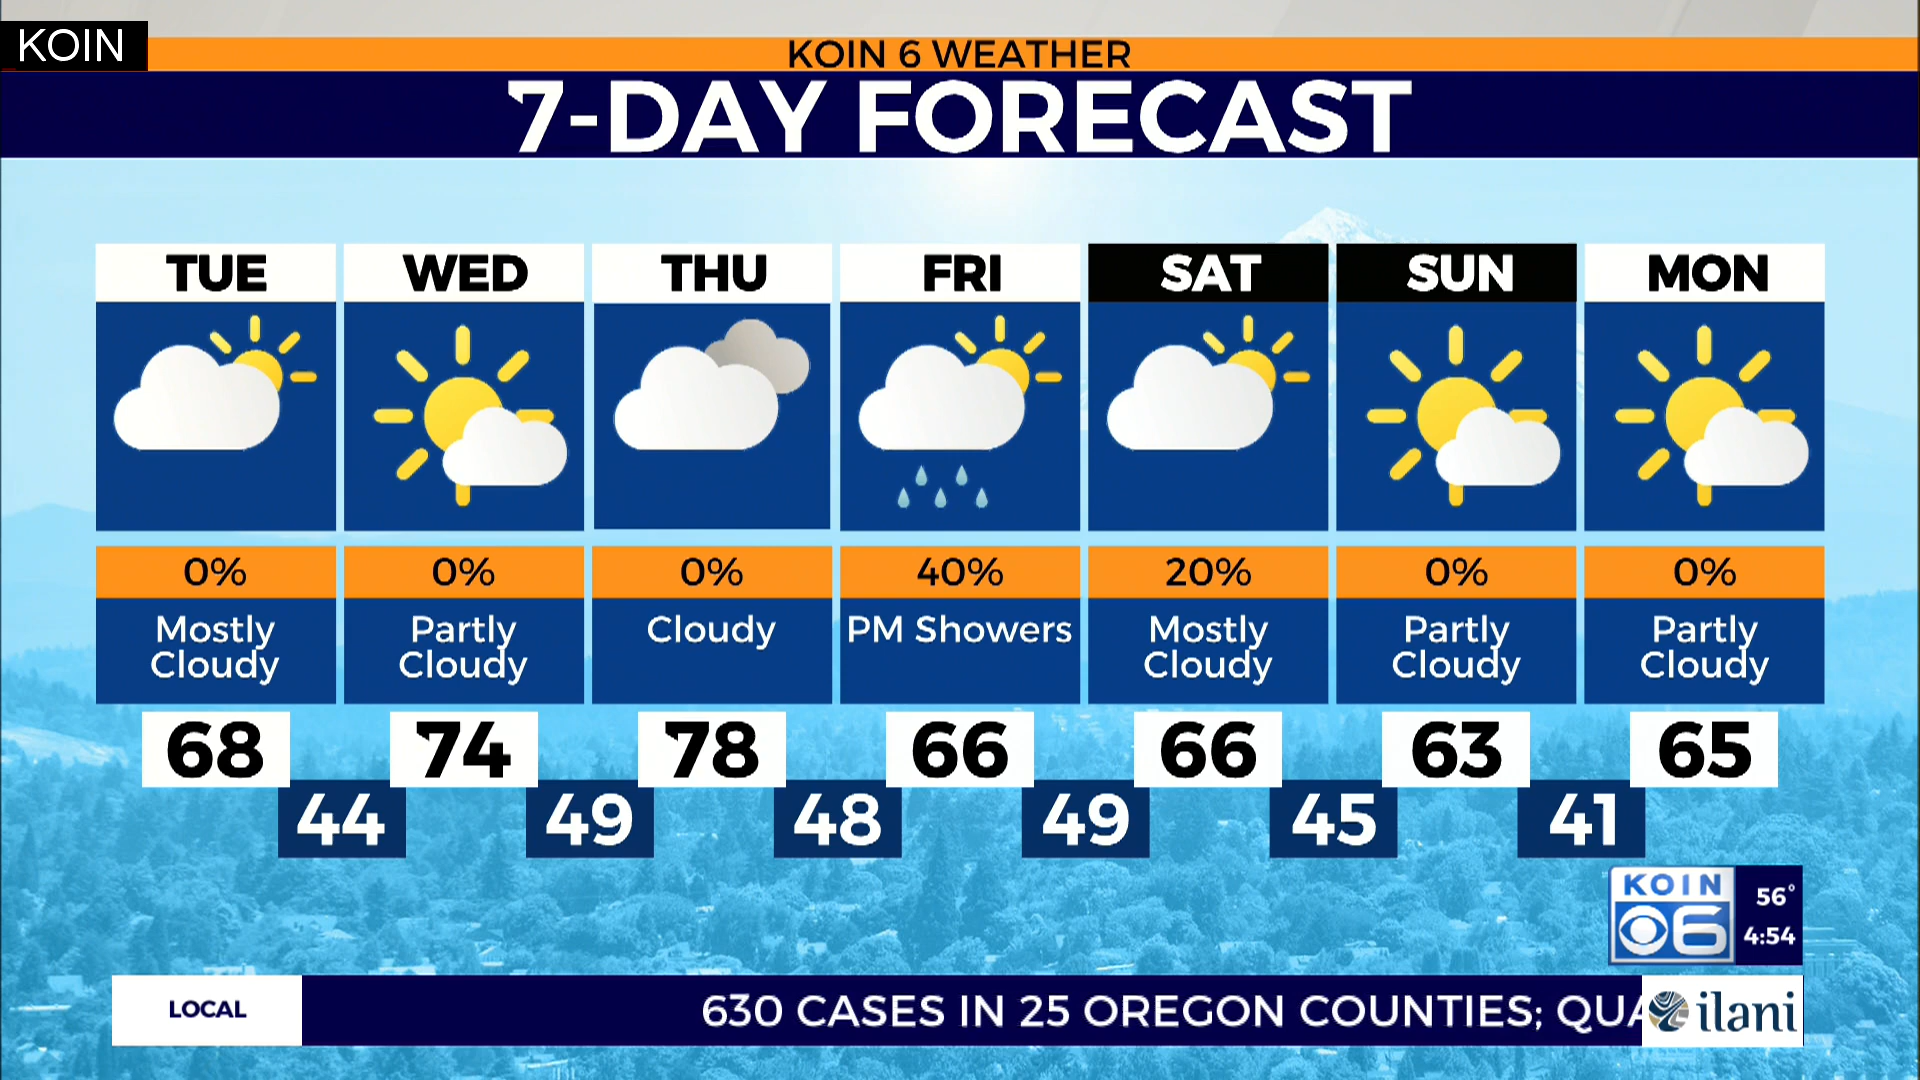 KOIN
KOIN 6 WEATHER
7-DAY FORECAST
TUE WED THU FRI SAT SUN MON
0% 0% 0% 40% 20% 0% 0%
Mostly Partly Cloudy PM Showers Mostly Partly Partly
Cloudy Cloudy Cloudy Cloudy Cloudy
68 74 78 66 66 63 65
44 49 48 49 45 41
KOIN
6
56°
4:54
LOCAL
630 CASES IN 25 OREGON COUNTIES; QUA
ilani